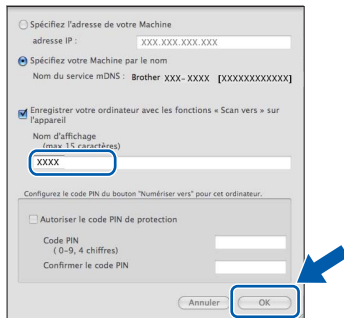 Spécifiez l'adresse de votre Machine
adresse IP : XXX.XXX.XXX.XXX
Spécifiez votre Machine par le nom
Nom du service mDNS : Brother XXX-XXXX [XXXXXXXXXXXX]
Enregistrer votre ordinateur avec les fonctions « Scan vers » sur
l'appareil
Nom d'affichage
(max 15 caractères)
XXXX
Configurez le code PIN du bouton "Numériser vers" pour cet ordinateur.
Autoriser le code PIN de protection
Code PIN
( 0-9, 4 chiffres)
Confirmer le code PIN
Annuler OK